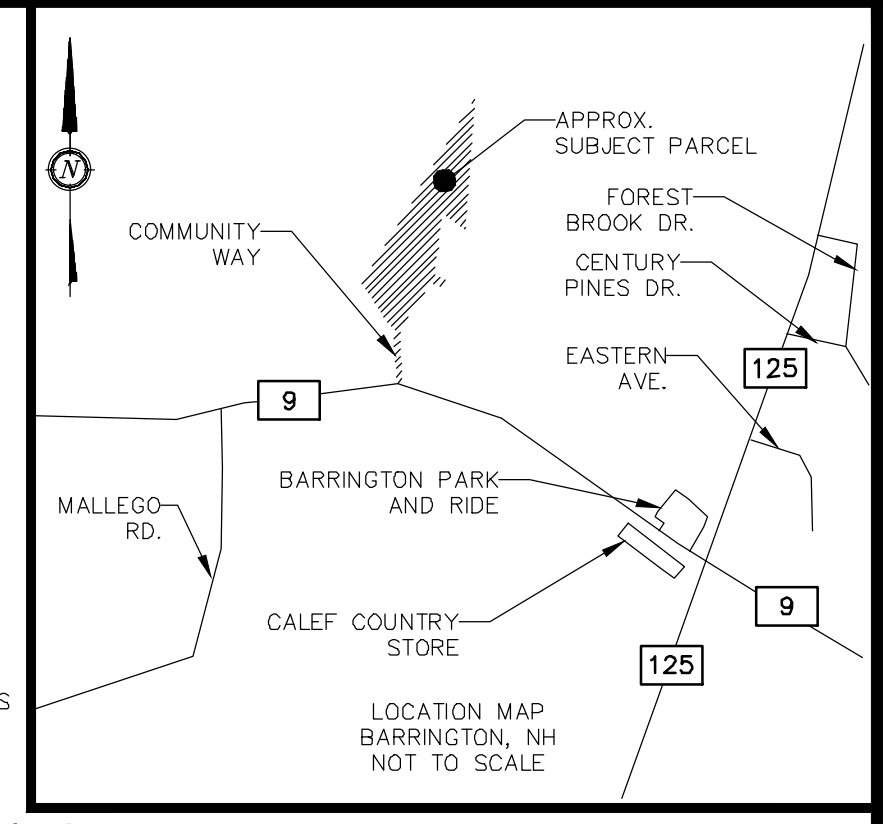 APPROX.
SUBJECT PARCEL
N
FOREST
BROOK DR.
COMMUNITY
WAY
CENTURY
PINES DR.
EASTERN
AVE.
125
9
BARRINGTON PARK
AND RIDE
MALLEGO
RD.
9
CALEF COUNTRY
STORE
125
S
LOCATION MAP
BARRINGTON, NH
NOT TO SCALE